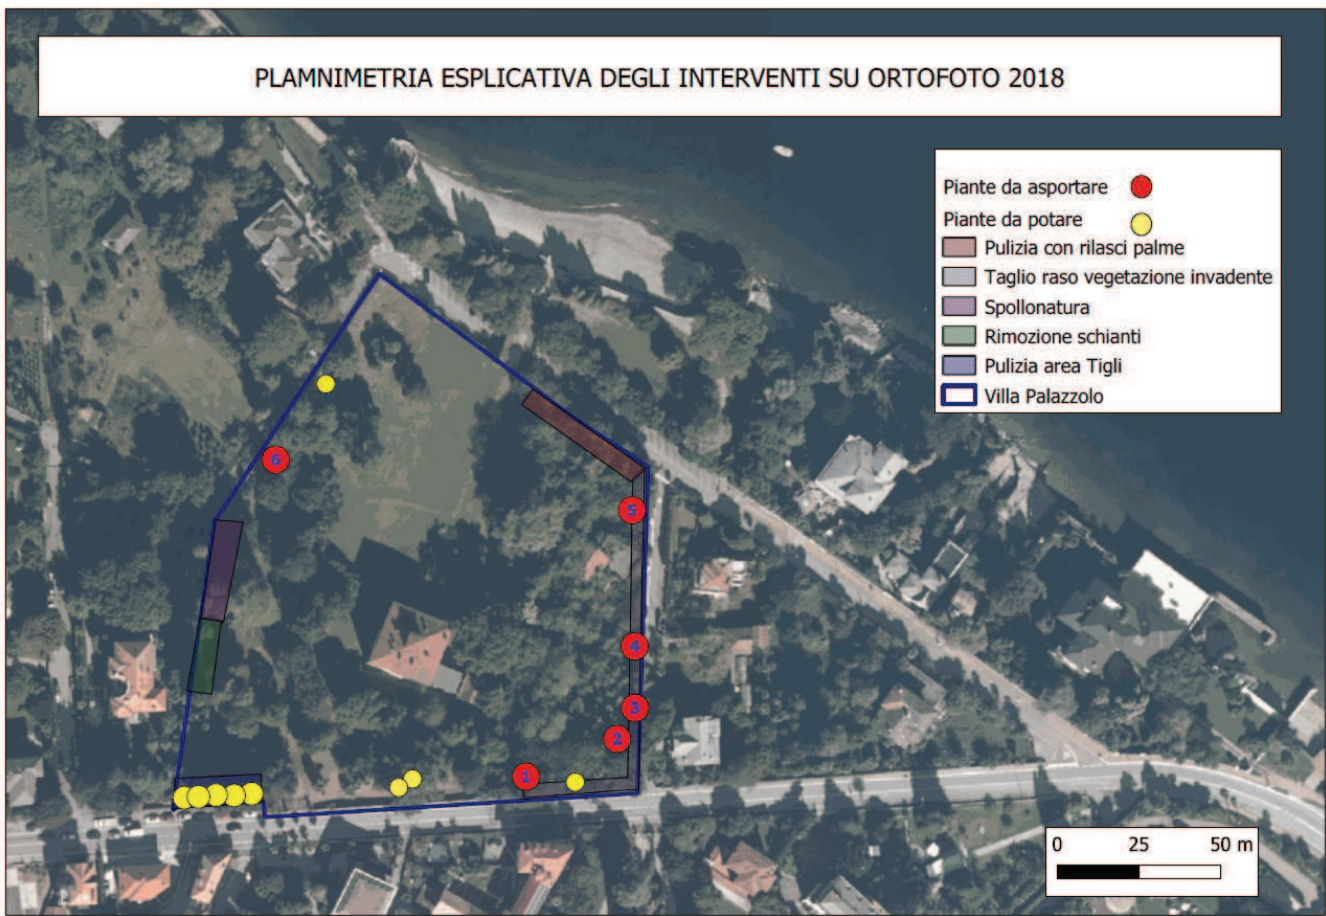 PLAMNIMETRIA ESPLICATIVA DEGLI INTERVENTI SU ORTOFOTO 2018
Piante da asportare
Piante da potare
Pulizia con rilasci palme
Taglio raso vegetazione invadente
Spollonatura
Rimozione schianti
Pulizia area Tigli
Villa Palazzolo
6
5
4
3
2
1
0 25 50 m